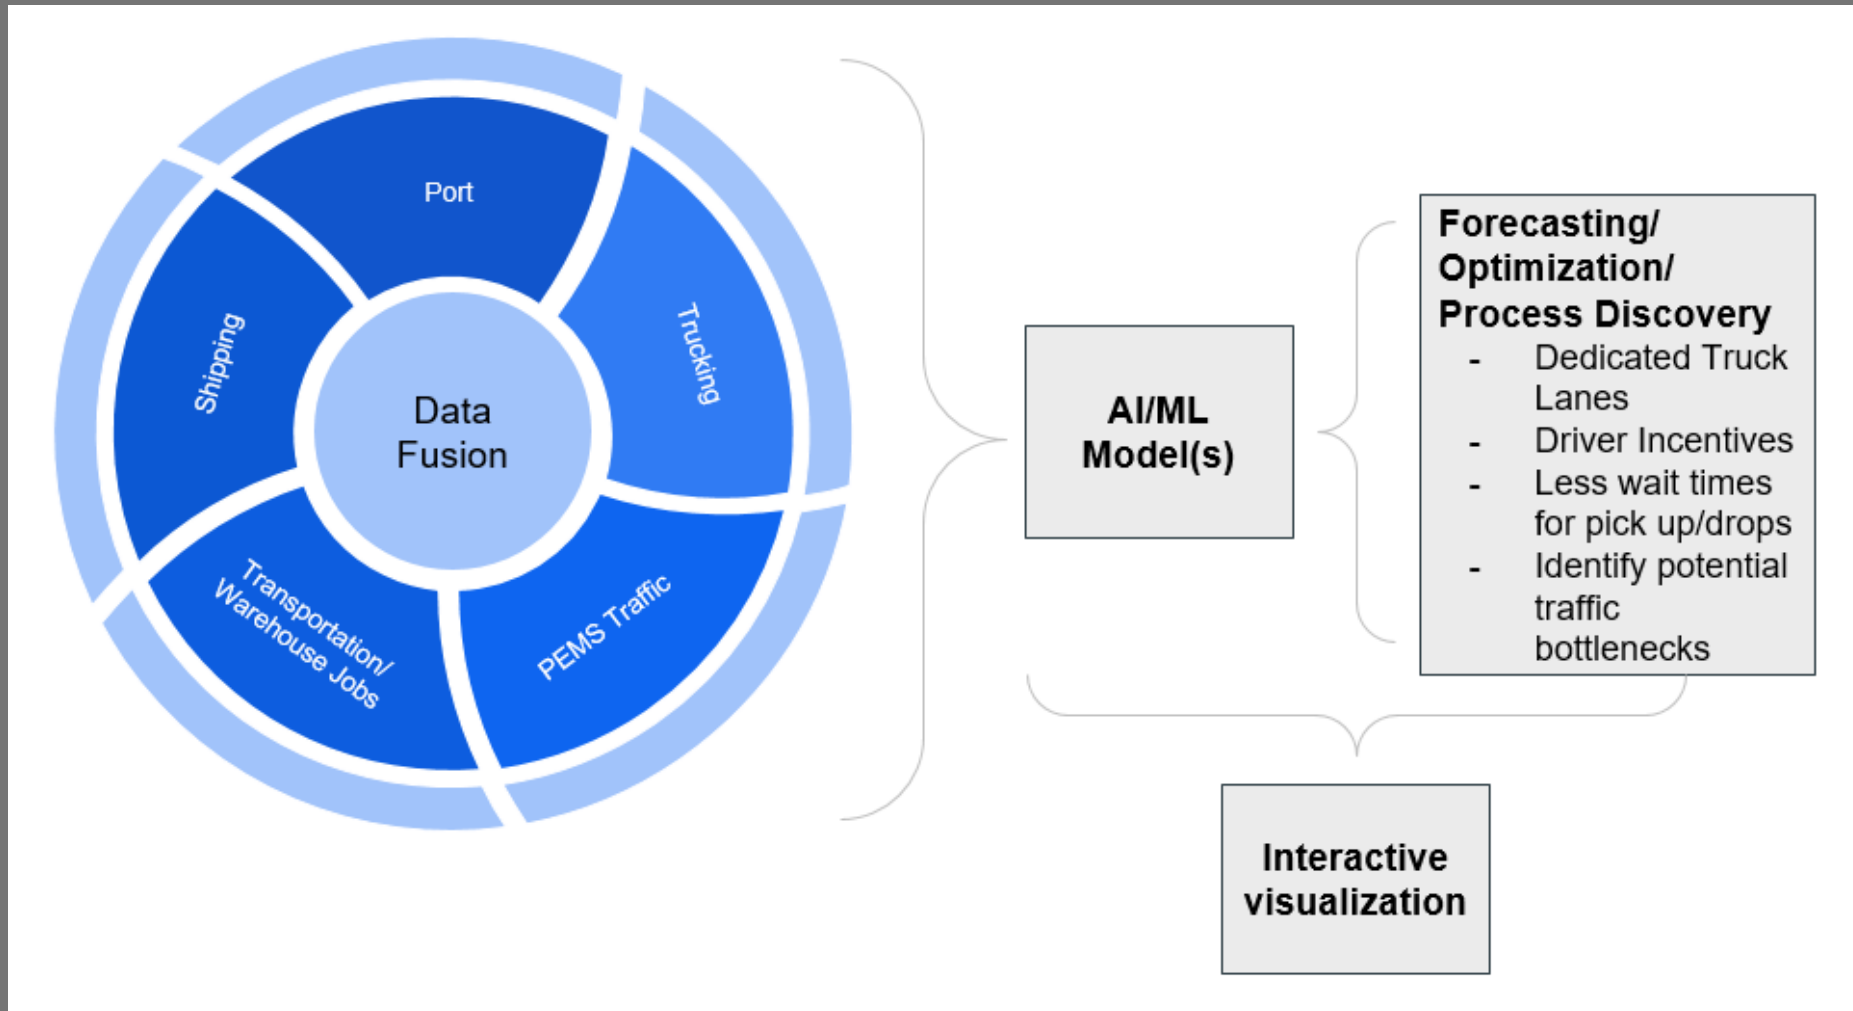 Port
Trucking
Shipping
Data
Fusion
Transportation/
Warehouse Jobs
PEMS Traffic
AI/ML
Model(s)
Forecasting/
Optimization/
Process Discovery
- Dedicated Truck
Lanes
- Driver Incentives
- Less wait times
for pick up/drops
- Identify potential
traffic
bottlenecks
Interactive
visualization